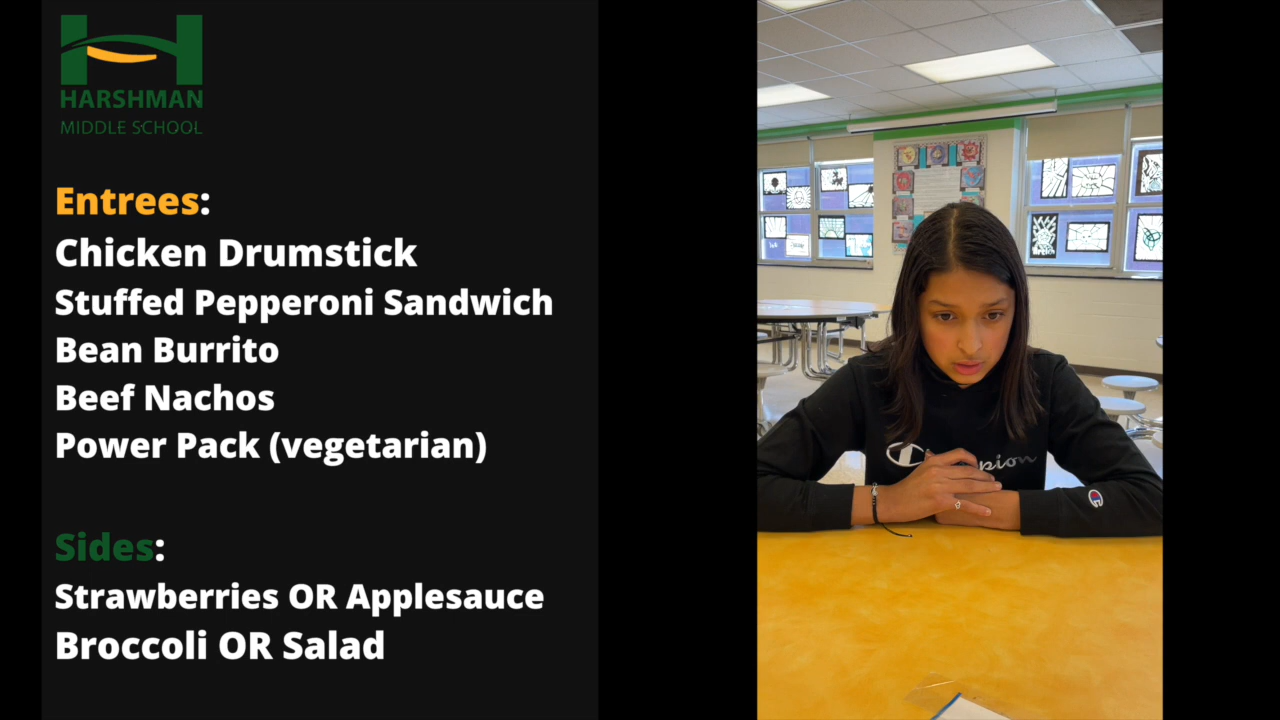 HARSHMAN
MIDDLE SCHOOL
Entrees:
Chicken Drumstick
Stuffed Pepperoni Sandwich
Bean Burrito
Beef Nachos
Power Pack (vegetarian)
Sides:
Strawberries OR Applesauce
Broccoli OR Salad